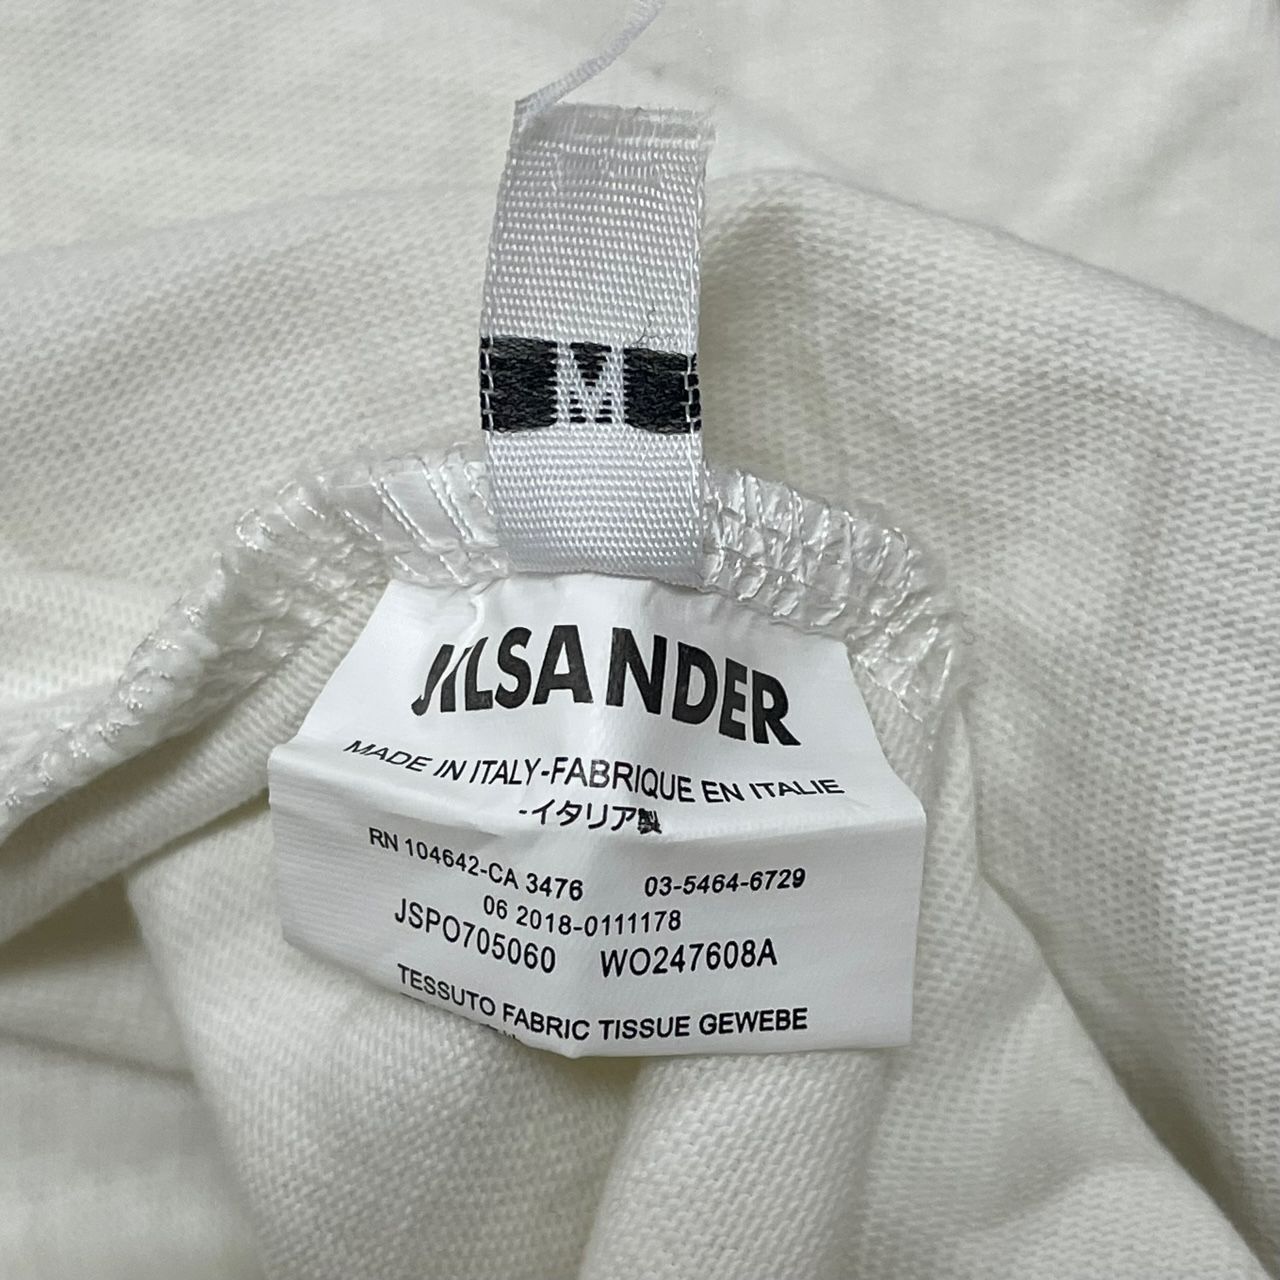 M
JILSANDER
MADE IN ITALY-FABRIQUE EN ITALIE
-イタリア製
RN 104642-CA 3476 03-5464-6729
06 2018-0111178
JSPO705060 WO247608A
TESSUTO FABRIC TISSUE GEWEBE